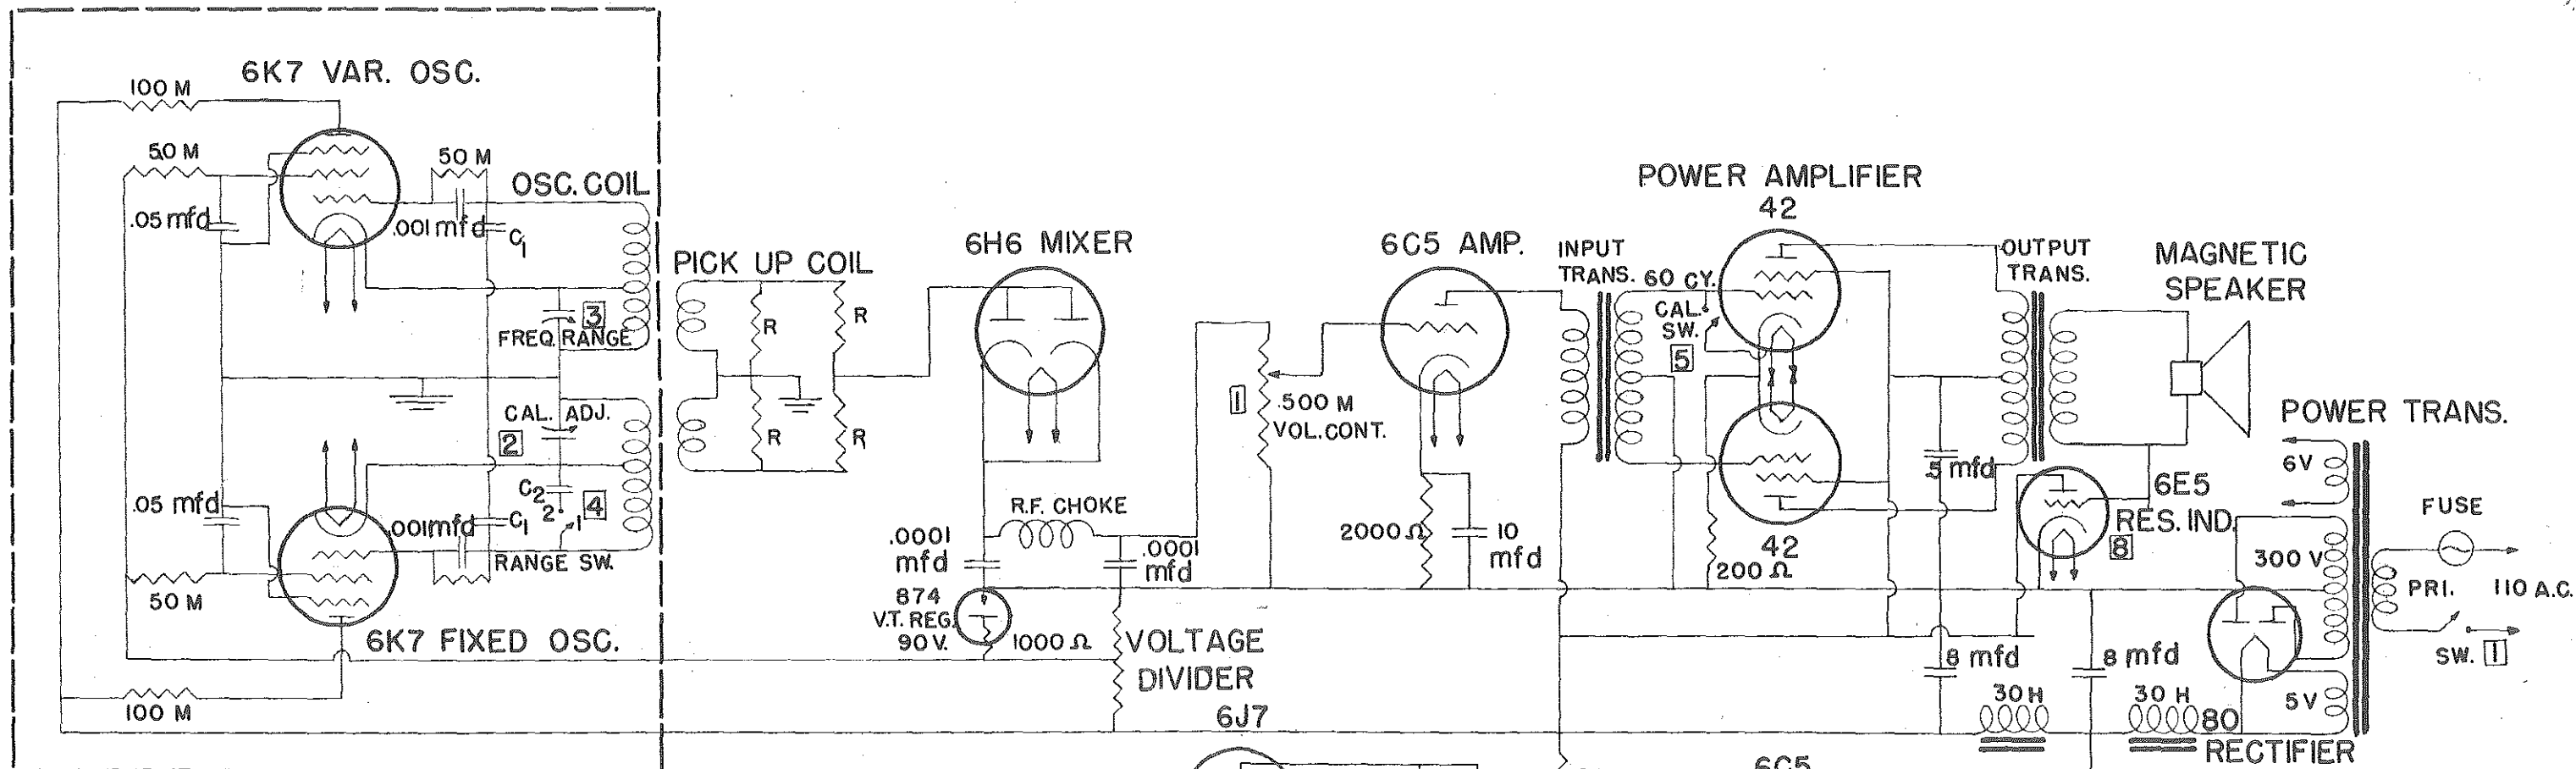 6K7 VAR. OSC.
100 M
50 M
50 M
OSC. COIL
.05 mfd
.001 mfd
C1
3
FREQ. RANGE
CAL. ADJ.
2
C2
2
1
4
.05 mfd
.001 mfd
C1
RANGE SW.
50 M
6K7 FIXED OSC.
100 M
PICK UP COIL
R
R
R
R
6H6 MIXER
R.F. CHOKE
.0001
mfd
.0001
mfd
874
V.T. REG.
90 V.
1000 Ω
VOLTAGE
DIVIDER
6J7
1
500 M
VOL. CONT.
6C5 AMP.
2000 Ω
10
mfd
INPUT
TRANS.
60 CY.
CAL.
SW.
5
POWER AMPLIFIER
42
42
200 Ω
OUTPUT
TRANS.
.5 mfd
MAGNETIC
SPEAKER
6E5
RES. IND.
8
8 mfd
8 mfd
30 H
30 H
80
RECTIFIER
6C5
POWER TRANS.
6V
300 V
5V
PRI.
FUSE
110 A.C.
SW. 1